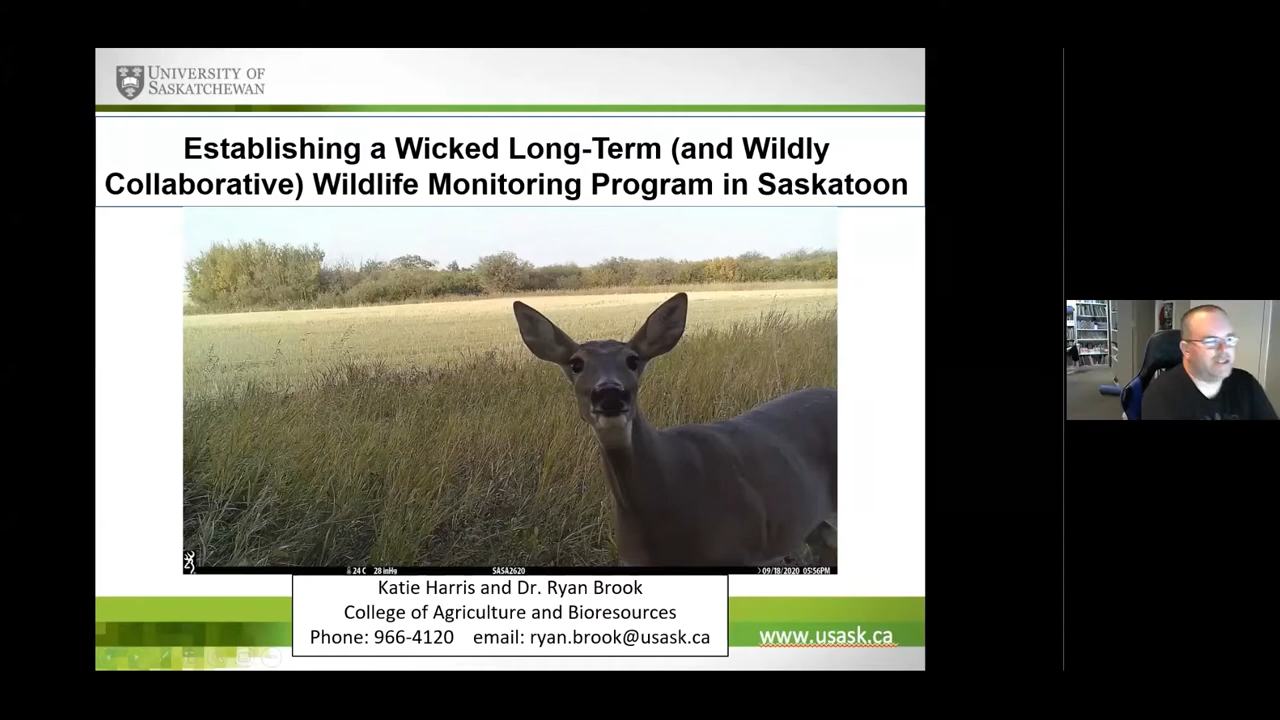 UNIVERSITY OF
SASKATCHEWAN
Establishing a Wicked Long-Term (and Wildly
Collaborative) Wildlife Monitoring Program in Saskatoon
24 C 28 inHg SASA2620 09/18/2020 05:56PM
Katie Harris and Dr. Ryan Brook
College of Agriculture and Bioresources
Phone: 966-4120 email: ryan.brook@usask.ca
www.usask.ca